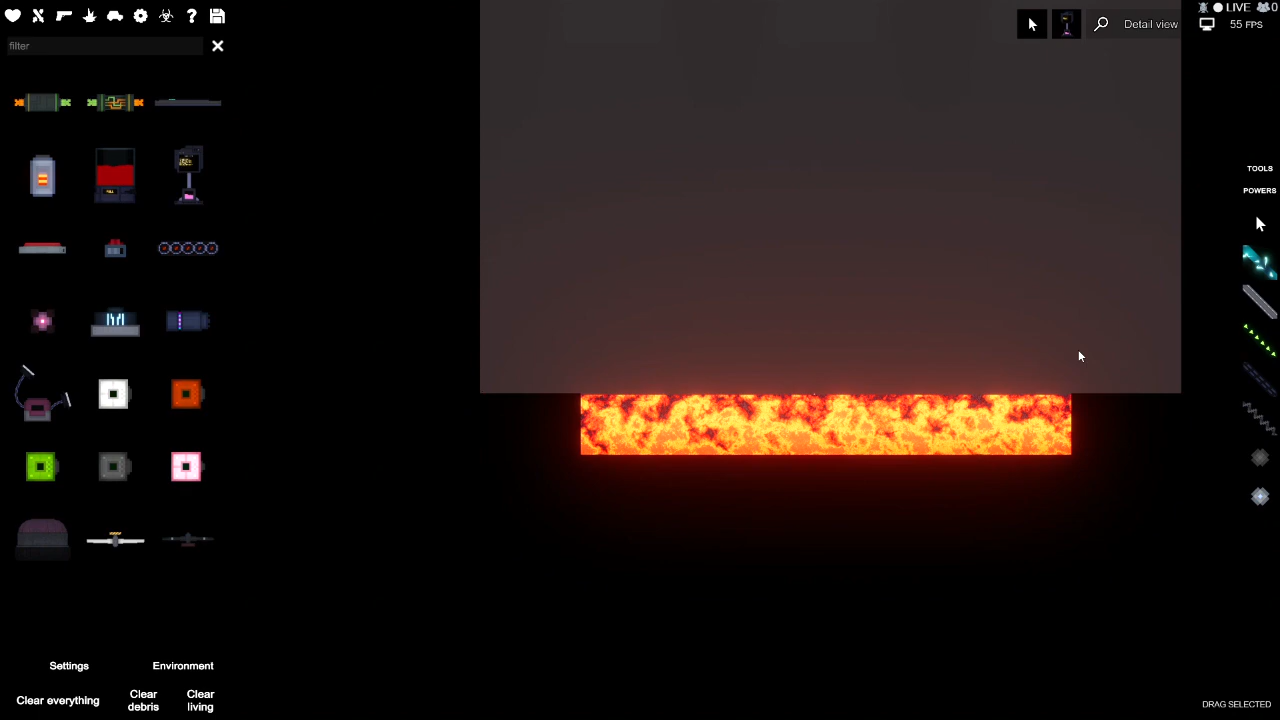 LIVE 0
Detail view
55 FPS
filter
TOOLS
POWERS
Settings
Environment
Clear everything
Clear
debris
Clear
living
DRAG SELECTED